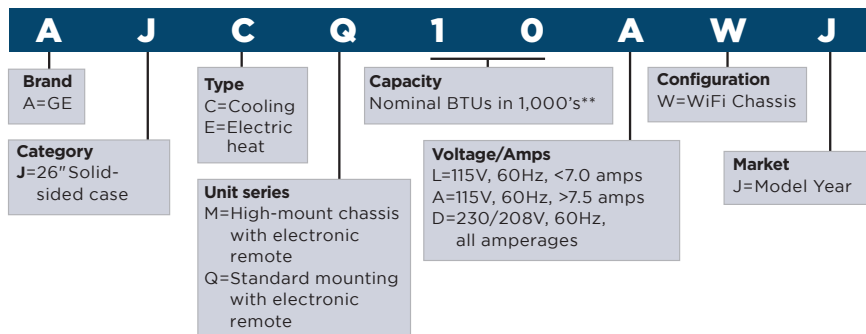 A J C Q 1 0 A W J
Brand
A=GE
Category
J=26" Solid-
sided case
Type
C=Cooling
E=Electric
heat
Unit series
M=High-mount chassis
with electronic
remote
Q=Standard mounting
with electronic
remote
Capacity
Nominal BTUs in 1,000's**
Voltage/Amps
L=115V, 60Hz, <7.0 amps
A=115V, 60Hz, >7.5 amps
D=230/208V, 60Hz,
all amperages
Configuration
W=WiFi Chassis
Market
J=Model Year